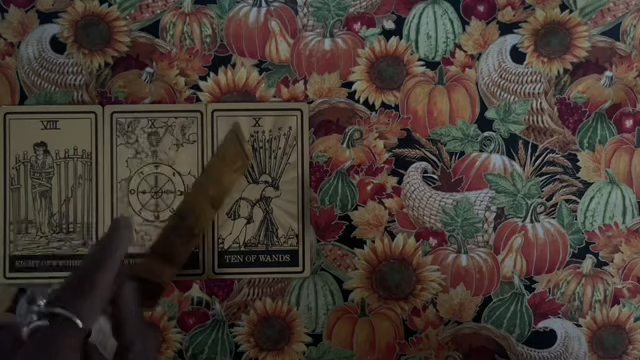 VIII
X
X
EIGHT OF
TEN OF WANDS